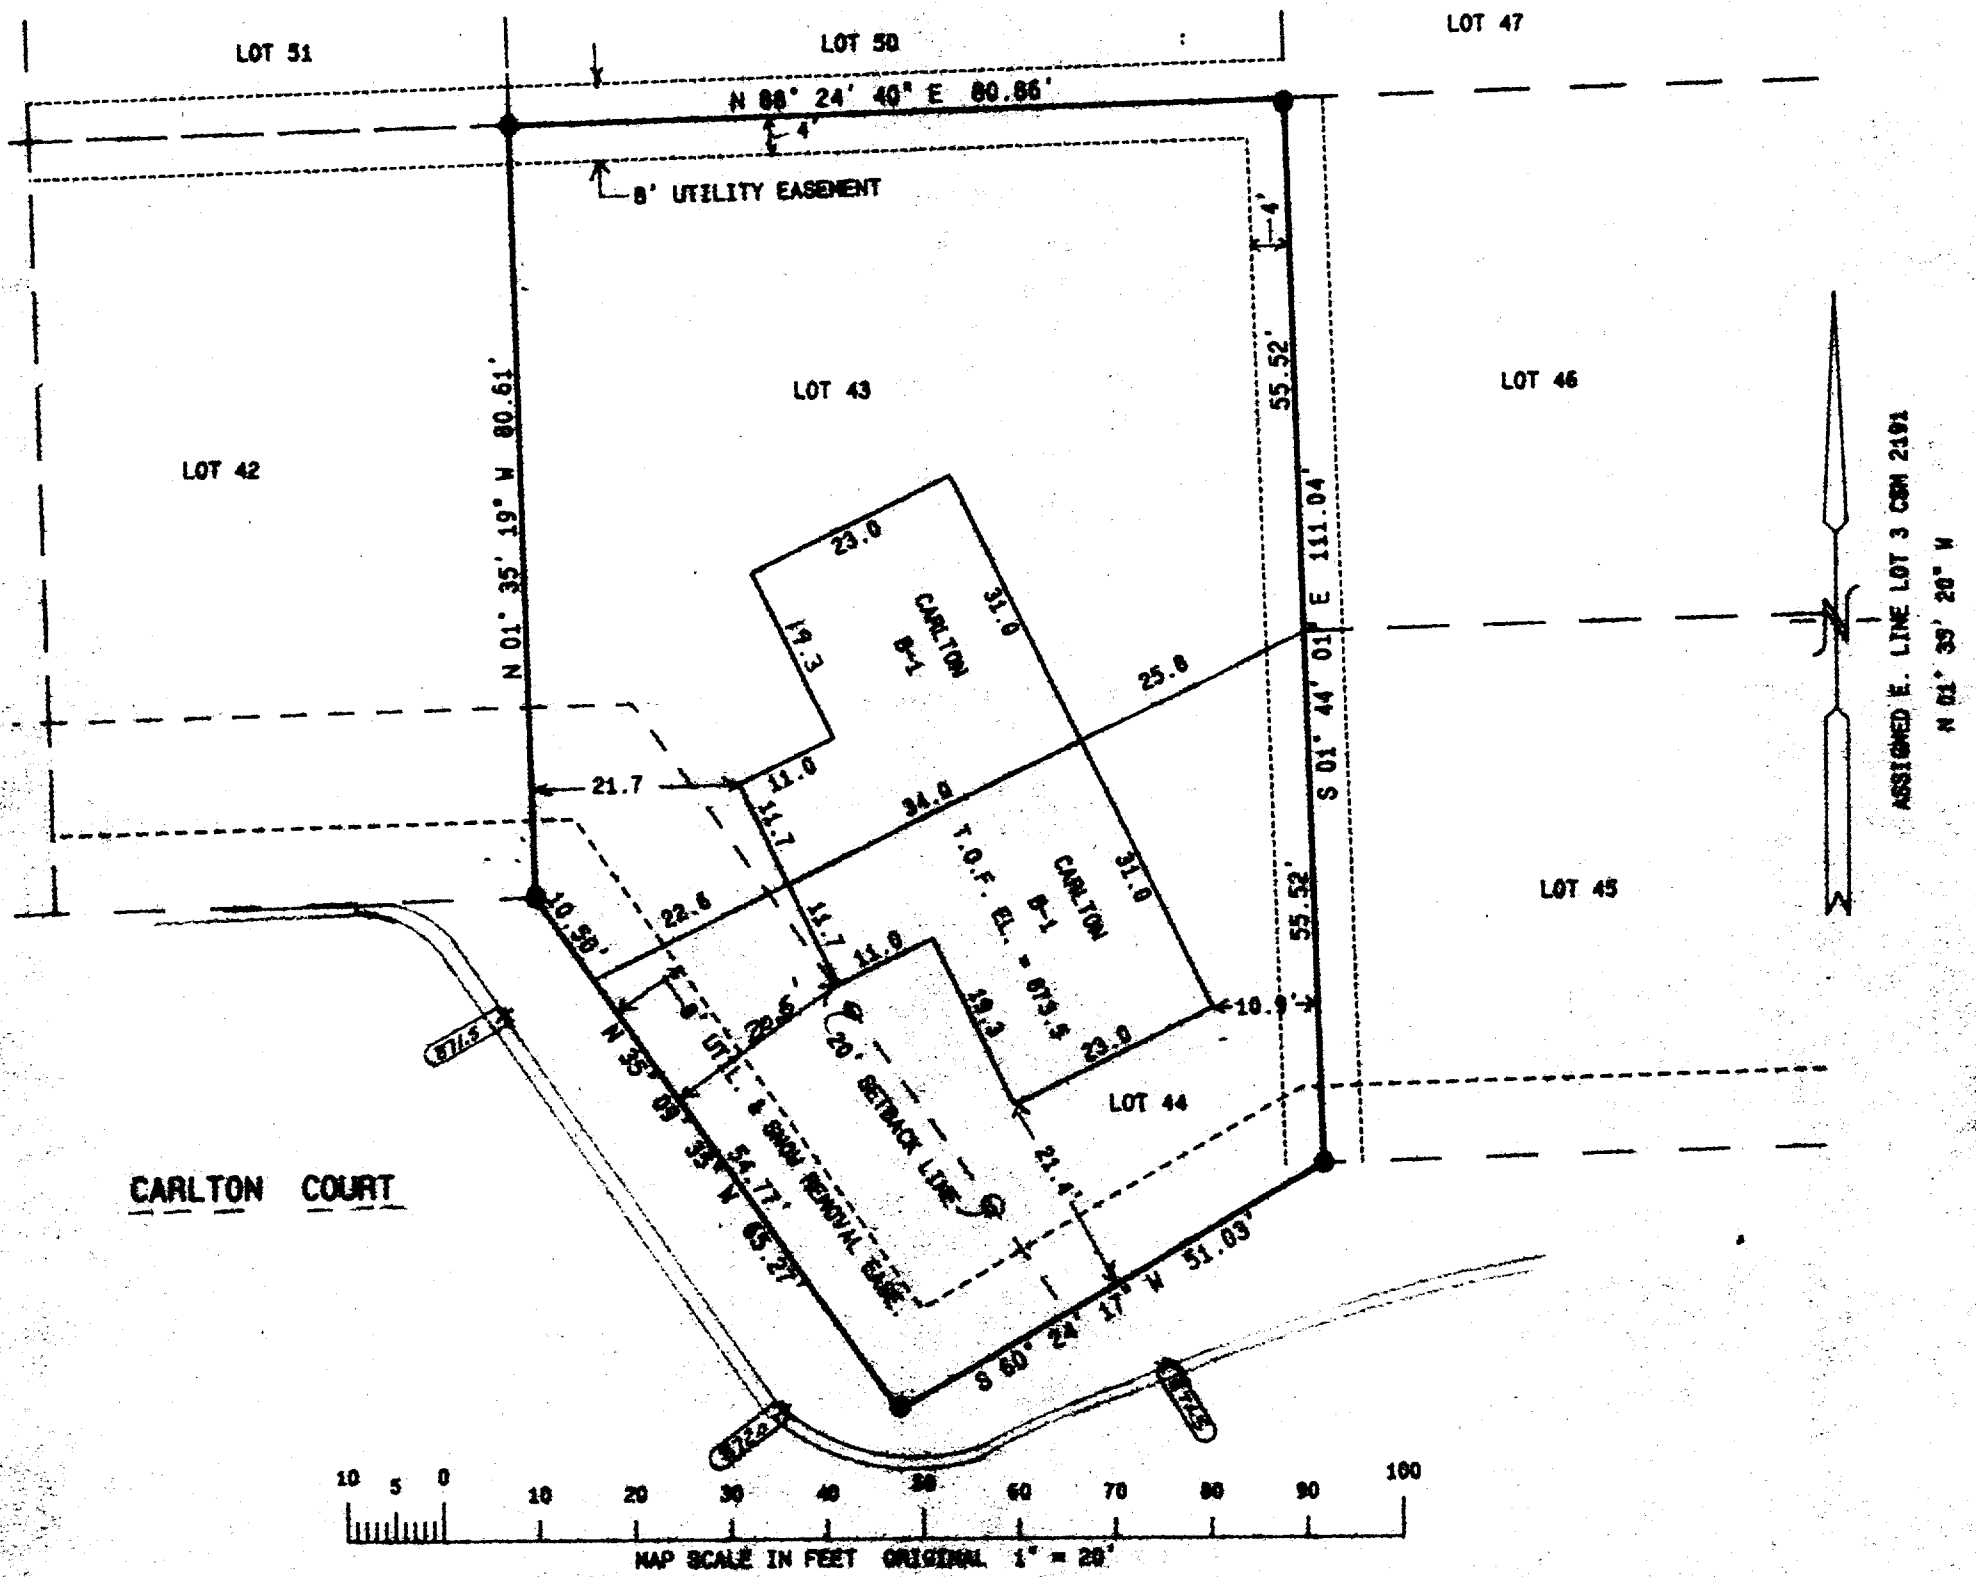 LOT 51
LOT 50
LOT 47
N 88° 24' 40" E 80.86'
4'
8' UTILITY EASEMENT
4'
55.52'
N 01° 35' 19" W 80.61'
LOT 43
LOT 46
LOT 42
S 01° 44' 01" E 111.04'
ASSIGNED E. LINE LOT 3 CSM 2191
N 01° 39' 20" W
23.0
31.0
19.3
CARLTON
B-1
25.8
11.0
21.7
11.7
34.0
T.O.F. EL. = 873.5
CARLTON
B-1
31.0
55.52'
LOT 45
10.50'
22.6
11.7
11.0
19.3
23.0
10.9'
8' UTIL. & SNOW REMOVAL EASE.
20' SETBACK LINE
LOT 44
21.4'
N 35° 09' 35" W 65.27'
54.77'
S 60° 24' 17" W 51.03'
871.5
872.0
CARLTON COURT
10 5 0 10 20 30 40 50 60 70 80 90 100
MAP SCALE IN FEET ORIGINAL 1" = 20'